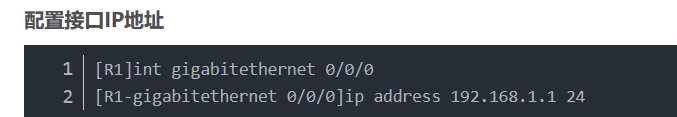 配置接口IP地址
1 [R1]int gigabitethernet 0/0/0
2 [R1-gigabitethernet 0/0/0]ip address 192.168.1.1 24